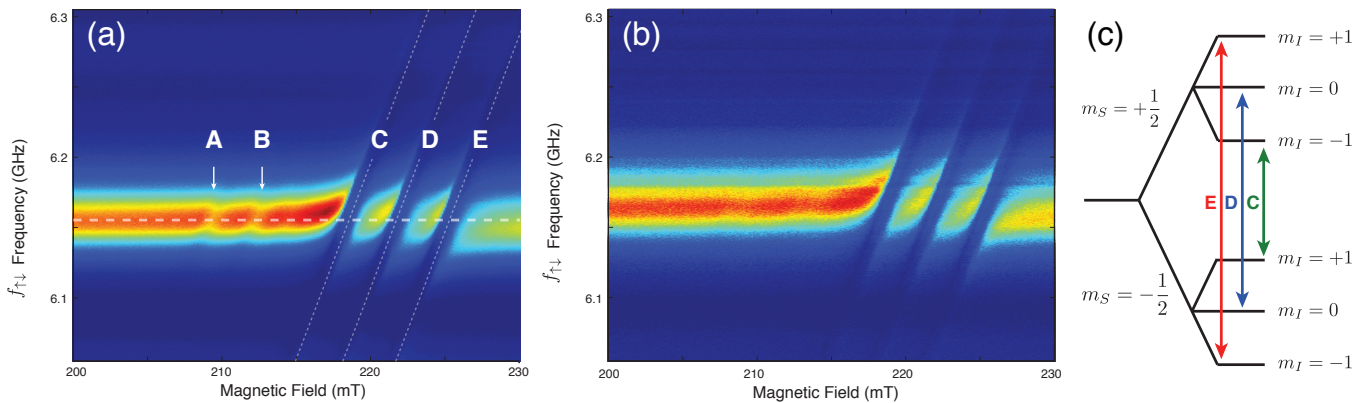 (a)
6.3
6.2
6.1
f↑↓ Frequency (GHz)
A B C D E
200 210 220 230
Magnetic Field (mT)
(b)
6.3
6.2
6.1
f↑↓ Frequency (GHz)
200 210 220 230
Magnetic Field (mT)
(c)
m_I = +1
m_I = 0
m_S = +1/2
m_I = −1
E D C
m_I = +1
m_S = −1/2
m_I = 0
m_I = −1